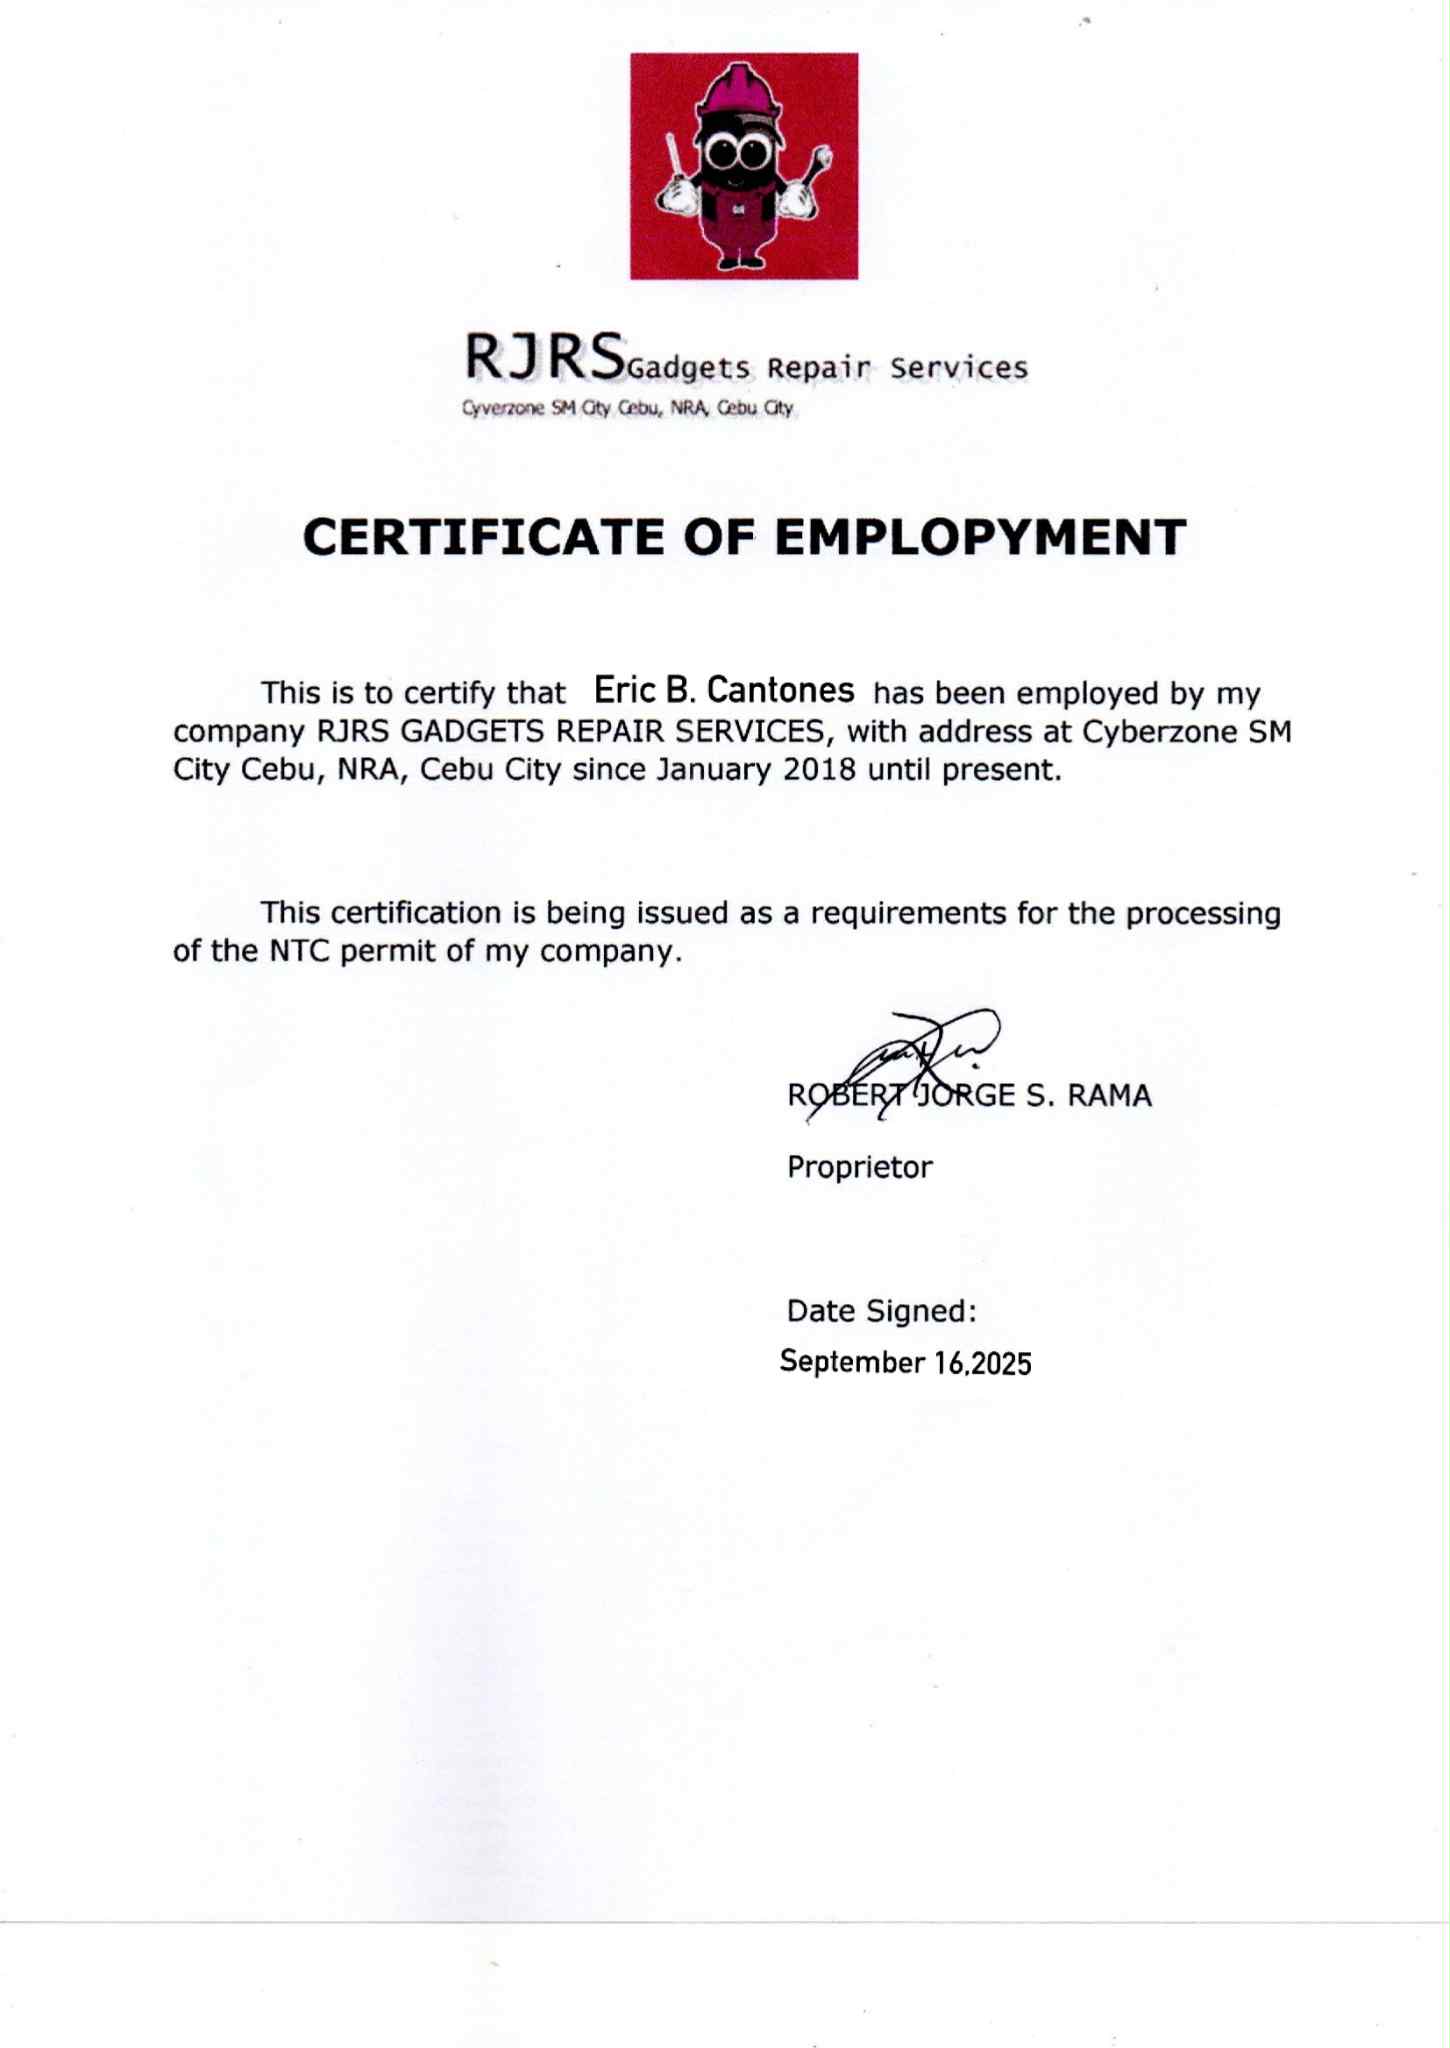 RJRS Gadgets Repair Services
Cyverzone SM City Cebu, NRA, Cebu City
CERTIFICATE OF EMPLOPYMENT
This is to certify that Eric B. Cantones has been employed by my
company RJRS GADGETS REPAIR SERVICES, with address at Cyberzone SM
City Cebu, NRA, Cebu City since January 2018 until present.
This certification is being issued as a requirements for the processing
of the NTC permit of my company.
ROBERT JORGE S. RAMA
Proprietor
Date Signed:
September 16,2025